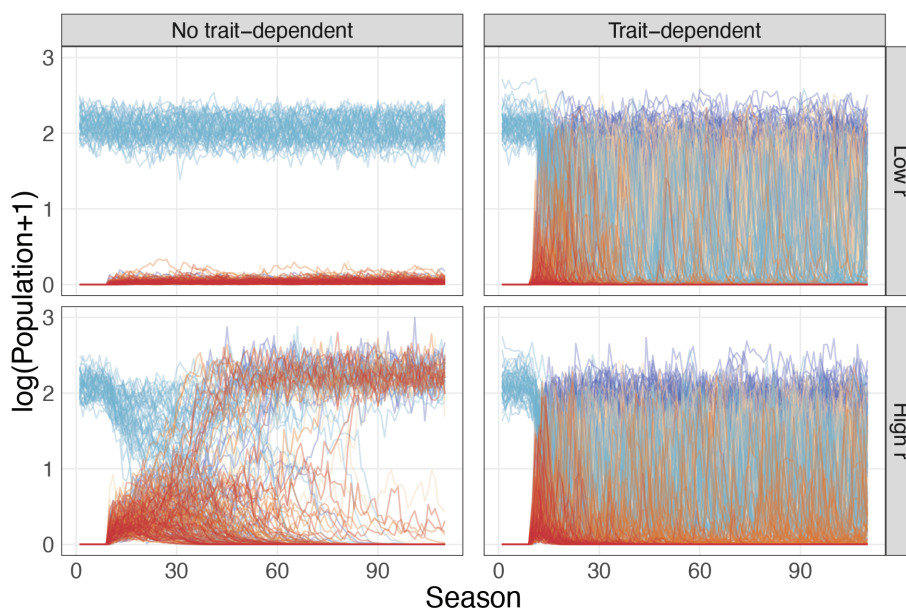 No trait−dependent
Trait−dependent
log(Population+1)
3
2
1
0
Low r
3
2
1
0
High r
0
30
60
90
0
30
60
90
Season